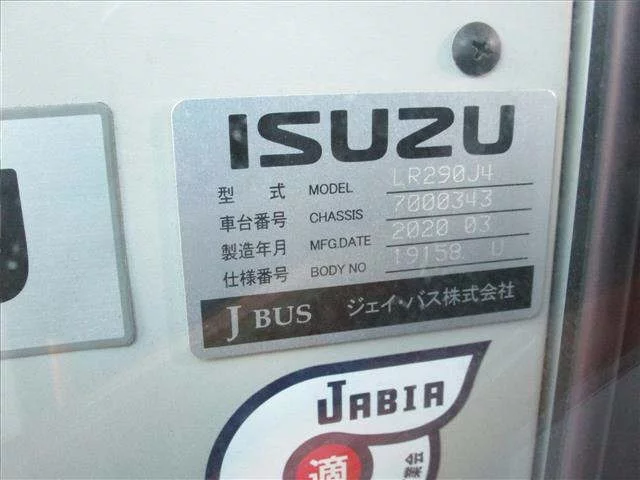 ISUZU
型 式 MODEL LR290J4
車台番号 CHASSIS 7000343
製造年月 MFG.DATE 2020 03
仕様番号 BODY NO 19158 U
J BUS ジェイ・バス株式会社
JABIA
適
業会